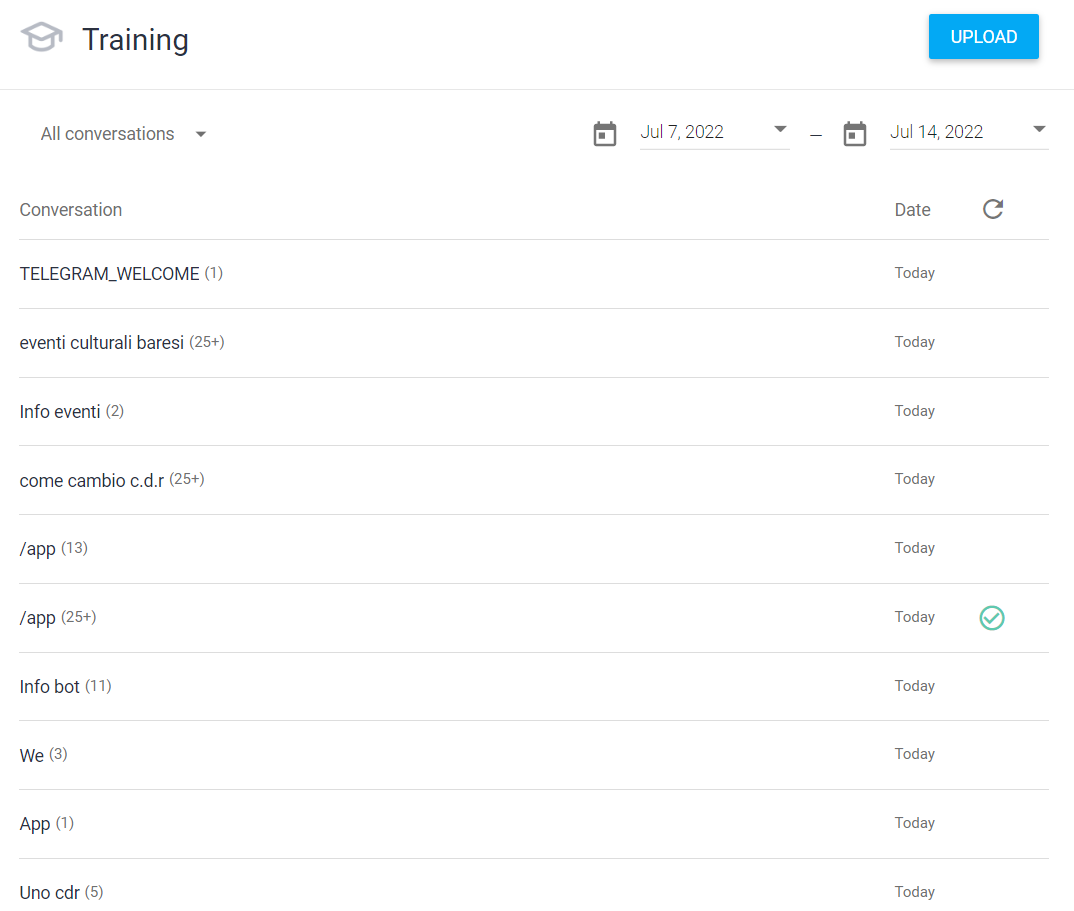 Training
UPLOAD
All conversations
Jul 7, 2022 – Jul 14, 2022
Conversation Date
TELEGRAM_WELCOME (1) Today
eventi culturali baresi (25+) Today
Info eventi (2) Today
come cambio c.d.r (25+) Today
/app (13) Today
/app (25+) Today
Info bot (11) Today
We (3) Today
App (1) Today
Uno cdr (5) Today